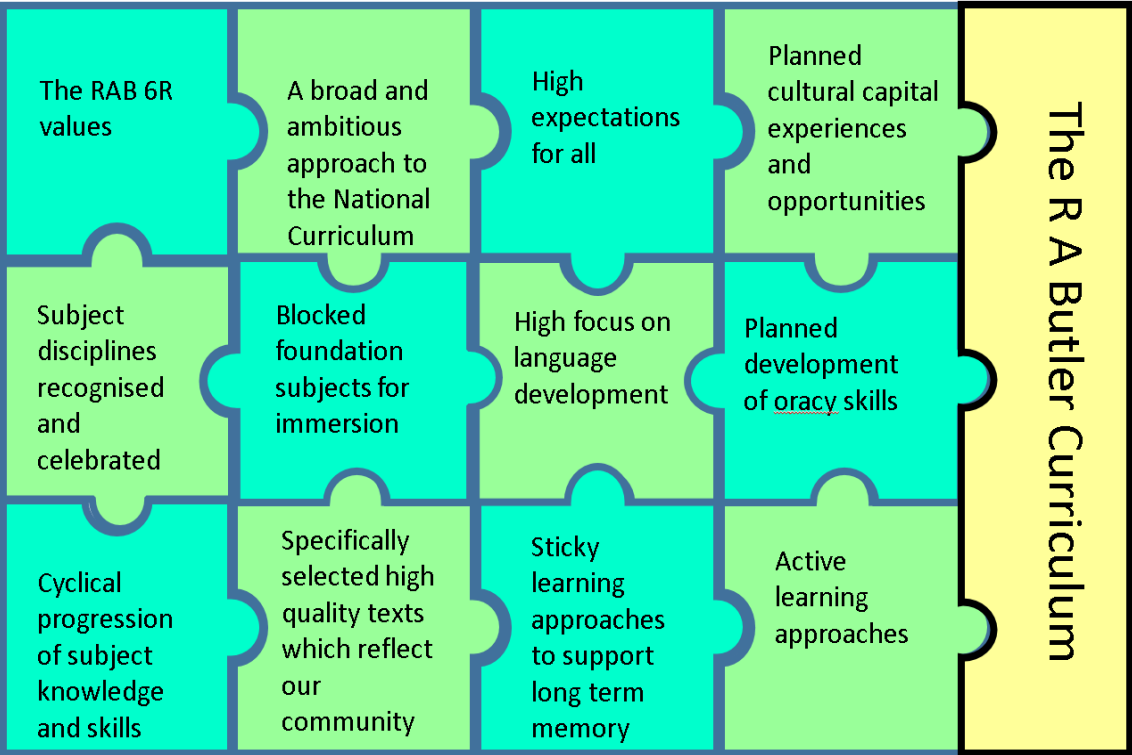 The RAB 6R
values
A broad and
ambitious
approach to
the National
Curriculum
High
expectations
for all
Planned
cultural capital
experiences
and
opportunities
Subject
disciplines
recognised
and
celebrated
Blocked
foundation
subjects for
immersion
High focus on
language
development
Planned
development
of oracy skills
Cyclical
progression
of subject
knowledge
and skills
Specifically
selected high
quality texts
which reflect
our
community
Sticky
learning
approaches
to support
long term
memory
Active
learning
approaches
The R A Butler Curriculum